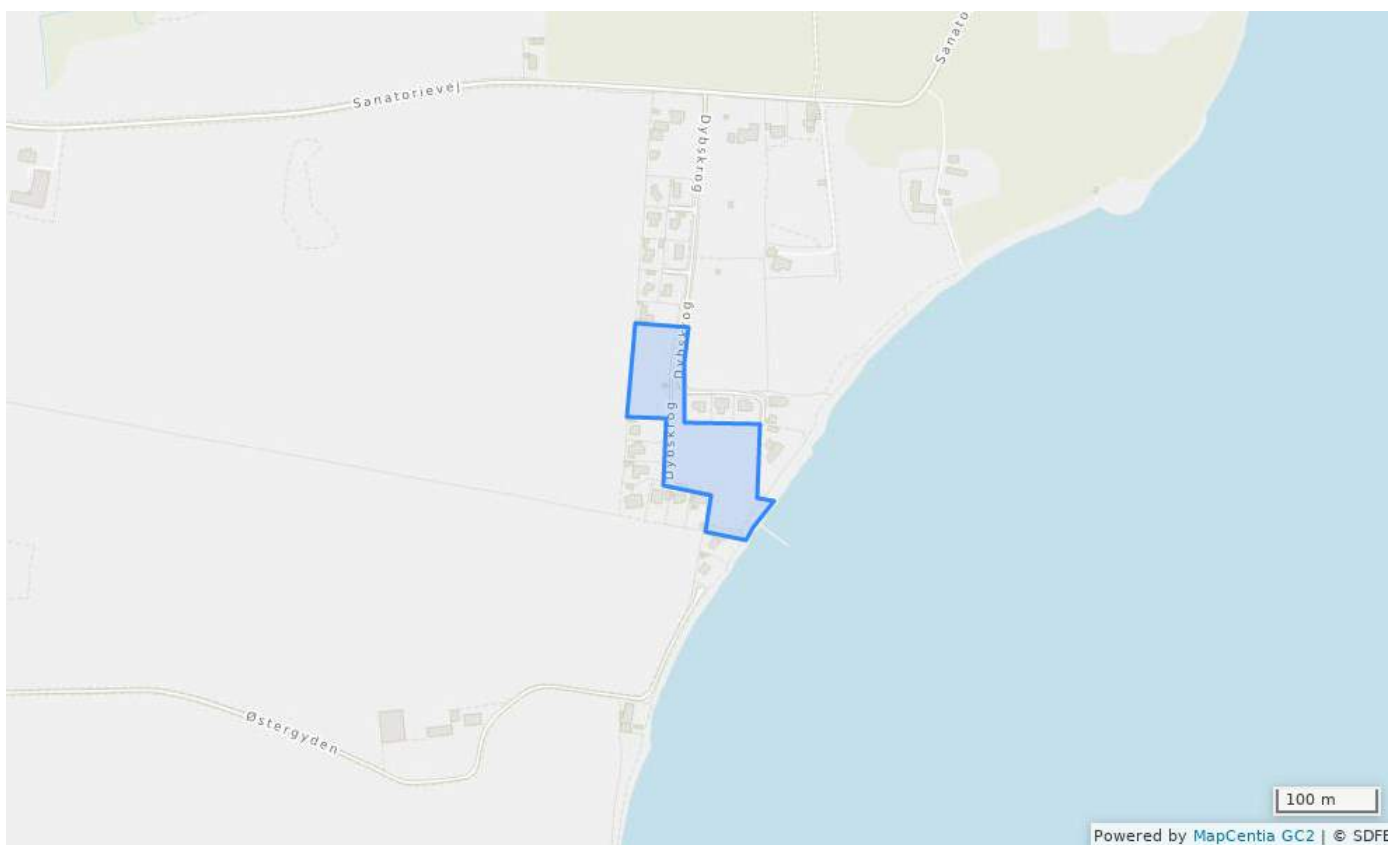 Sanato
Sanatorievej
Dybskrog
Dybskrog
Dybskrog
Østergyden
100 m
Powered by MapCentia GC2 | © SDFE